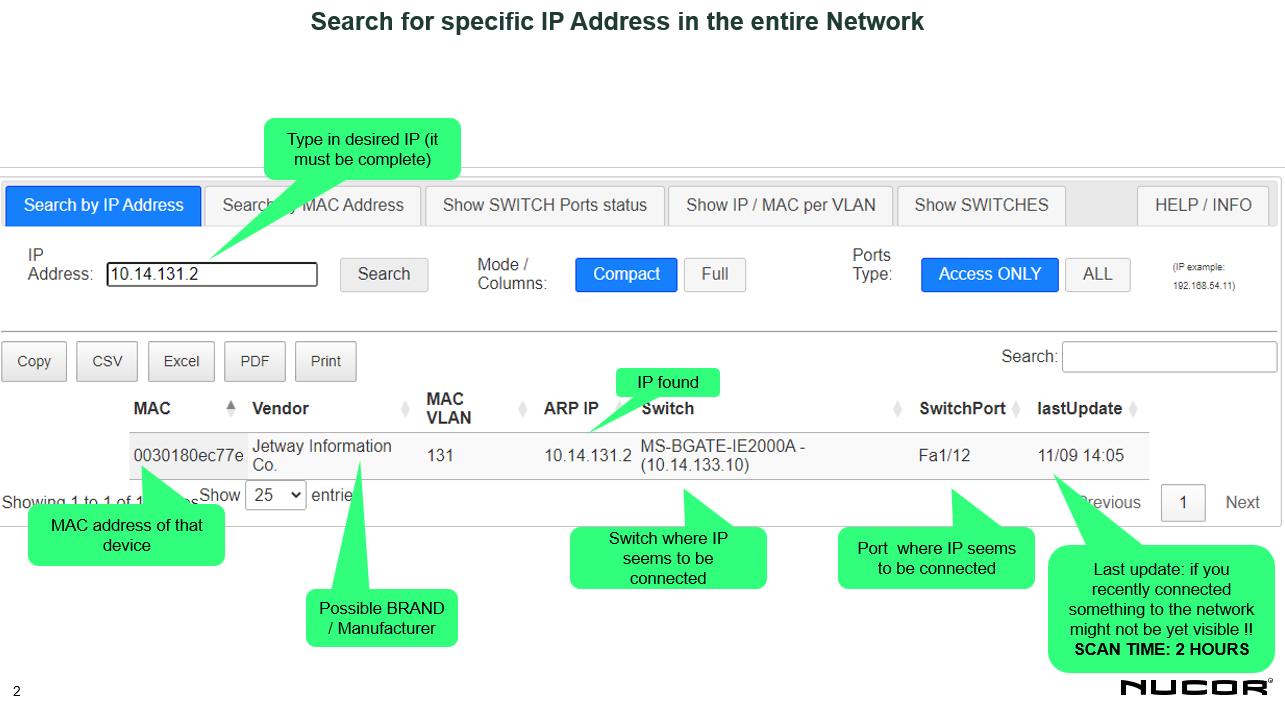 Search for specific IP Address in the entire Network
Type in desired IP (it
must be complete)
Search by IP Address
Search by MAC Address
Show SWITCH Ports status
Show IP / MAC per VLAN
Show SWITCHES
HELP / INFO
IP
Address:
10.14.131.2
Search
Mode /
Columns:
Compact
Full
Ports
Type:
Access ONLY
ALL
(IP example:
192.168.54.11)
Copy
CSV
Excel
PDF
Print
Search:
IP found
MAC
Vendor
MAC
VLAN
ARP IP
Switch
SwitchPort
lastUpdate
0030180ec77e
Jetway Information
Co.
131
10.14.131.2
MS-BGATE-IE2000A -
(10.14.133.10)
Fa1/12
11/09 14:05
Showing 1 to 1 of 1
Show
25
entrie
revious
1
Next
MAC address of that
device
Possible BRAND
/ Manufacturer
Switch where IP
seems to be
connected
Port where IP seems
to be connected
Last update: if you
recently connected
something to the network
might not be yet visible !!
SCAN TIME: 2 HOURS
2
NUCOR®